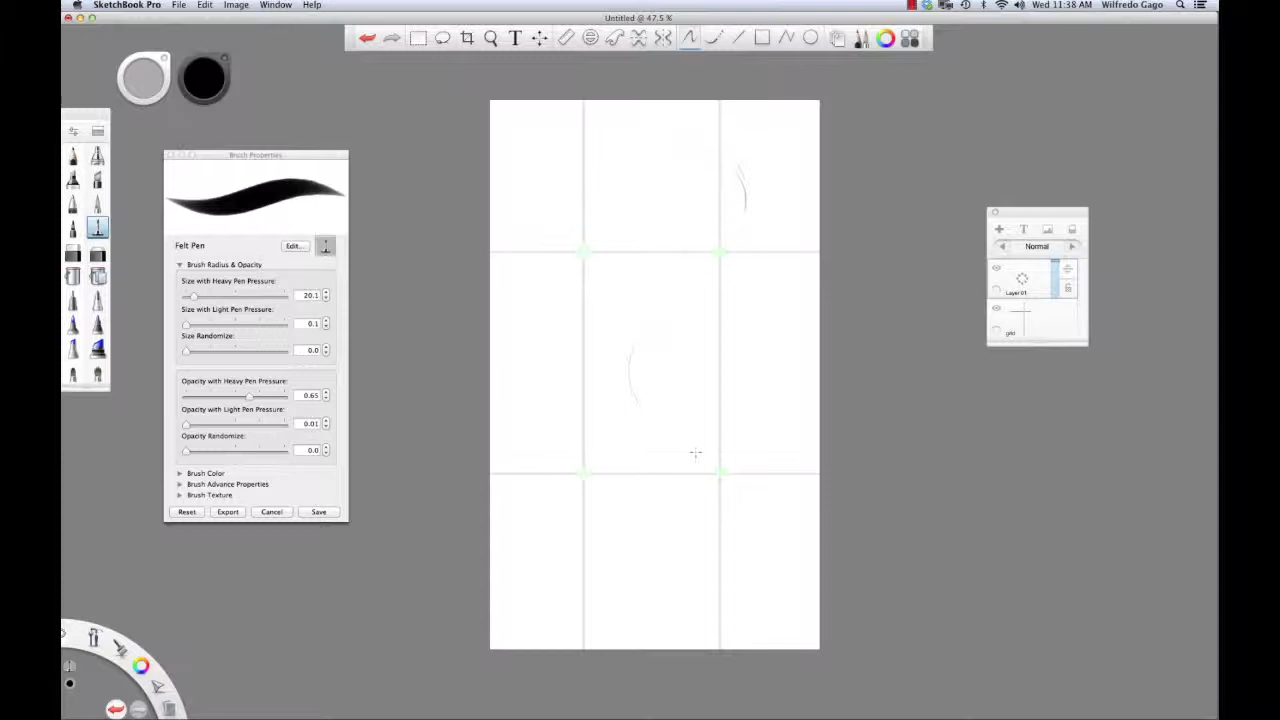 SketchBook Pro File Edit Image Window Help
Wed 11:38 AM Wilfredo Gago
Untitled @ 47.5 %
T
Brush Properties
Felt Pen Edit...
Brush Radius & Opacity
Size with Heavy Pen Pressure:
20.1
Size with Light Pen Pressure:
0.1
Size Randomize:
0.0
Opacity with Heavy Pen Pressure:
0.65
Opacity with Light Pen Pressure:
0.01
Opacity Randomize:
0.0
Brush Color
Brush Advance Properties
Brush Texture
Reset Export Cancel Save
T
Normal
Layer 01
grid